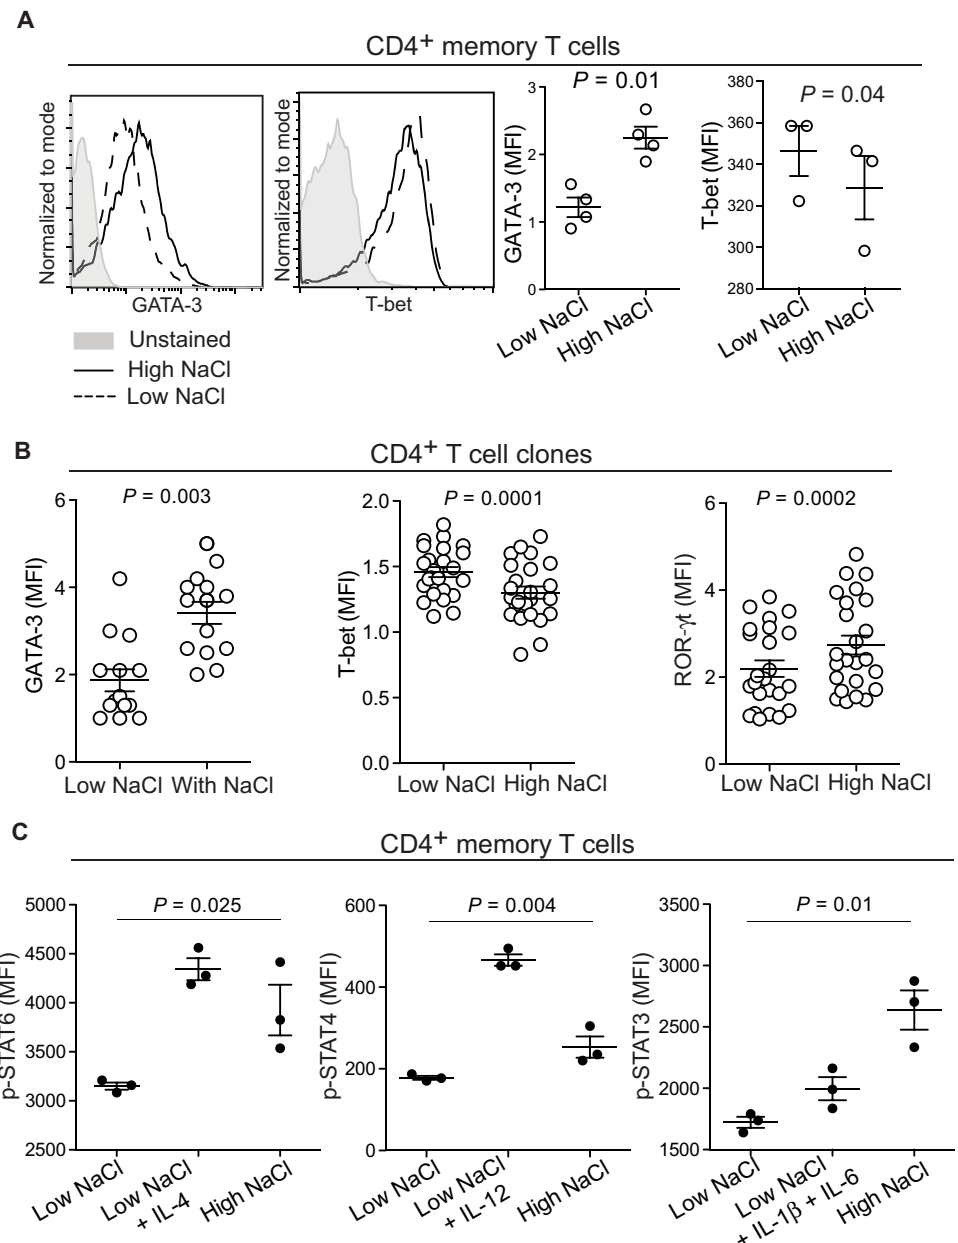 A
CD4+ memory T cells
Normalized to mode
GATA-3
Normalized to mode
T-bet
GATA-3 (MFI)
3
2
1
0
P = 0.01
Low NaCl
High NaCl
T-bet (MFI)
380
360
340
320
300
280
P = 0.04
Low NaCl
High NaCl
Unstained
High NaCl
Low NaCl
B
CD4+ T cell clones
GATA-3 (MFI)
6
4
2
0
P = 0.003
Low NaCl
With NaCl
T-bet (MFI)
2.0
1.5
1.0
0.5
0.0
P = 0.0001
Low NaCl
High NaCl
ROR-γt (MFI)
6
4
2
0
P = 0.0002
Low NaCl
High NaCl
C
CD4+ memory T cells
p-STAT6 (MFI)
5000
4500
4000
3500
3000
2500
P = 0.025
Low NaCl
Low NaCl
+ IL-4
High NaCl
p-STAT4 (MFI)
600
400
200
0
P = 0.004
Low NaCl
Low NaCl
+ IL-12
High NaCl
p-STAT3 (MFI)
3500
3000
2500
2000
1500
P = 0.01
Low NaCl
Low NaCl
+ IL-1β + IL-6
High NaCl